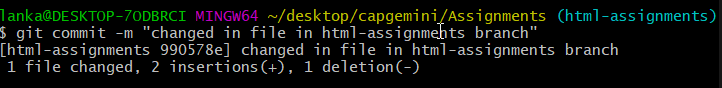 lanka@DESKTOP-7ODBRCI MINGW64 ~/desktop/capgemini/Assignments (html-assignments)
$ git commit -m "changed in file in html-assignments branch"
[html-assignments 990578e] changed in file in html-assignments branch
 1 file changed, 2 insertions(+), 1 deletion(-)